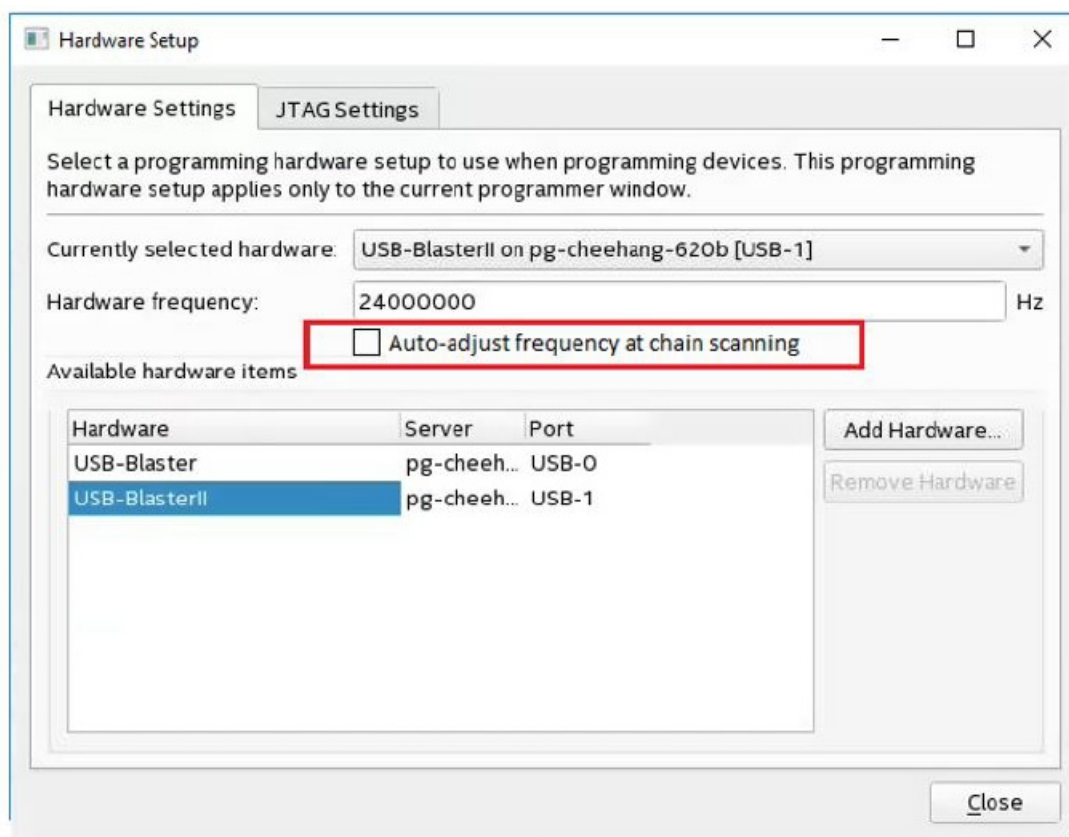 Hardware Setup
Hardware Settings JTAG Settings
Select a programming hardware setup to use when programming devices. This programming
hardware setup applies only to the current programmer window.
Currently selected hardware: USB-BlasterII on pg-cheehang-620b [USB-1]
Hardware frequency: 24000000 Hz
Auto-adjust frequency at chain scanning
Available hardware items
Hardware Server Port
USB-Blaster pg-cheeh... USB-0
USB-BlasterII pg-cheeh... USB-1
Add Hardware...
Remove Hardware
Close